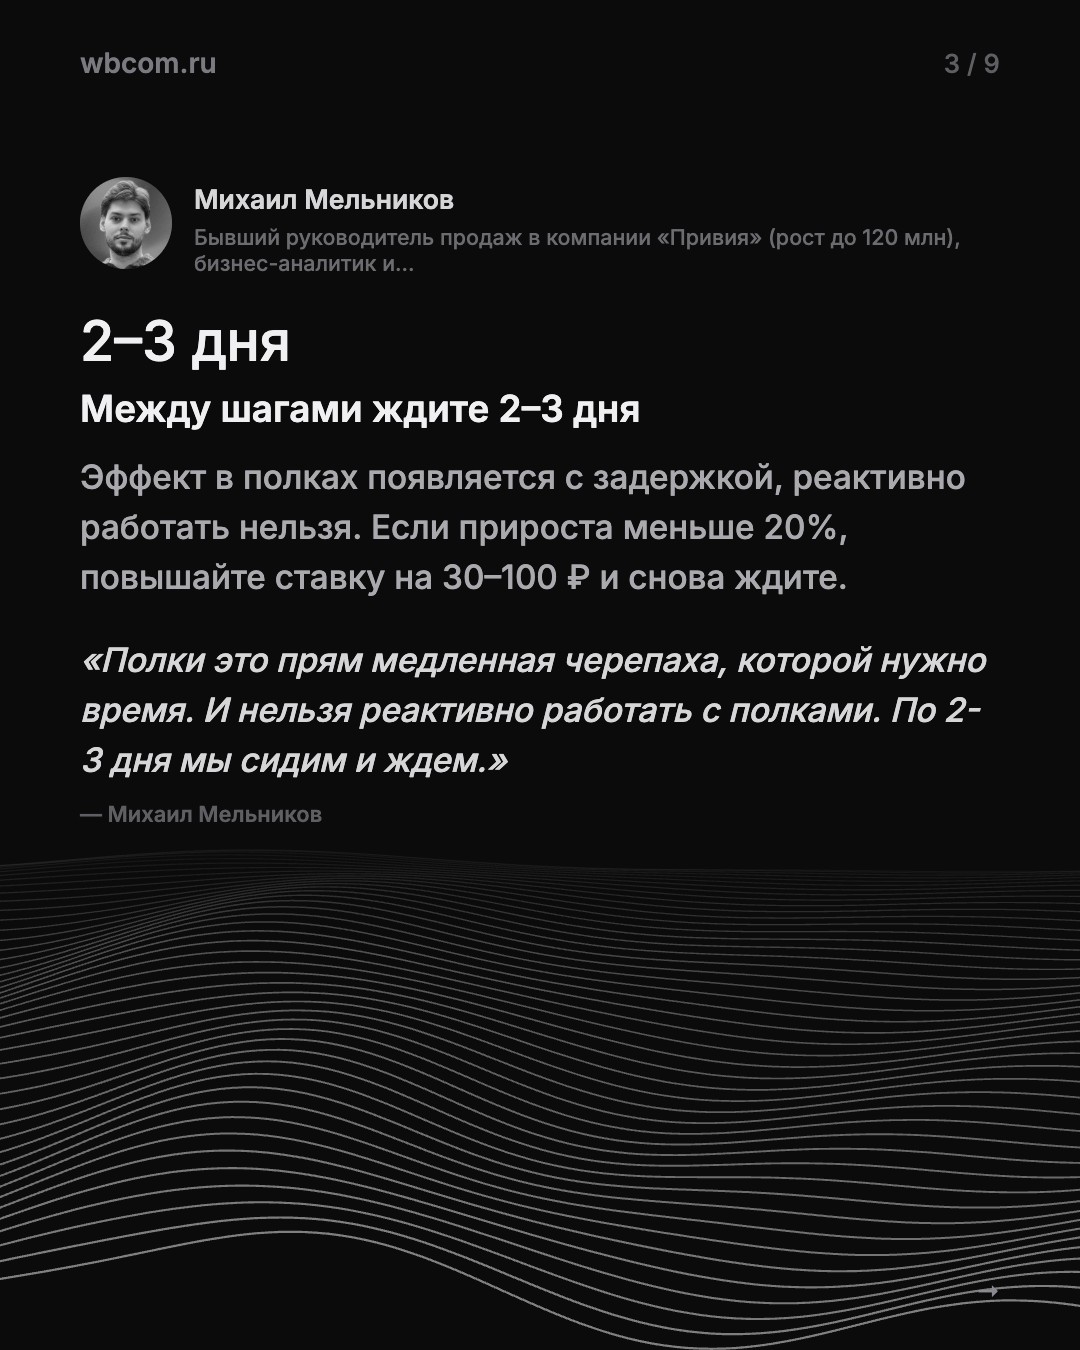 wbcom.ru
3 / 9
Михаил Мельников
Бывший руководитель продаж в компании «Привия» (рост до 120 млн),
бизнес-аналитик и...
2–3 дня
Между шагами ждите 2–3 дня
Эффект в полках появляется с задержкой, реактивно
работать нельзя. Если прироста меньше 20%,
повышайте ставку на 30–100 ₽ и снова ждите.
«Полки это прям медленная черепаха, которой нужно
время. И нельзя реактивно работать с полками. По 2-
3 дня мы сидим и ждем.»
— Михаил Мельников